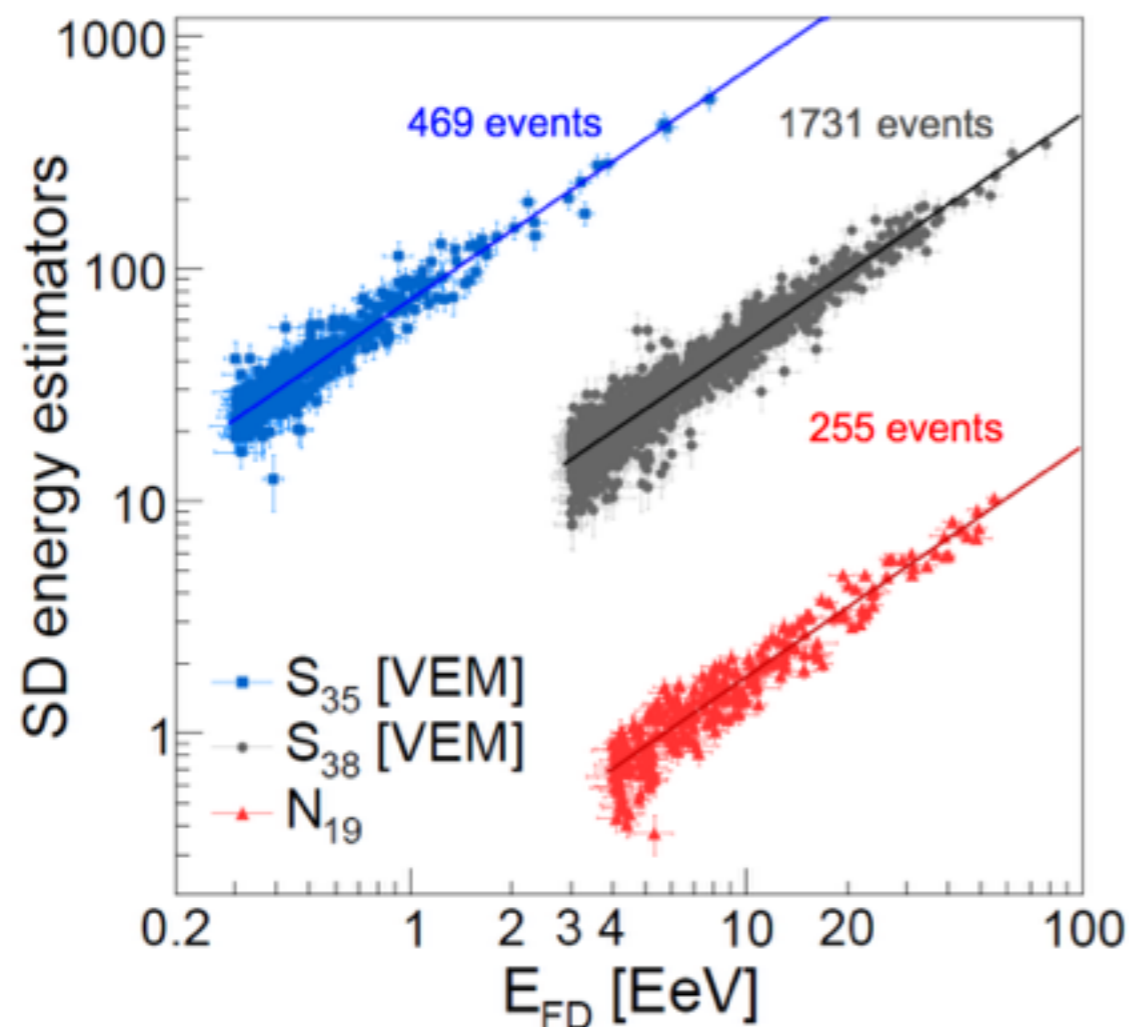 1000
100
10
1
SD energy estimators
469 events
1731 events
255 events
S35 [VEM]
S38 [VEM]
N19
0.2 1 2 3 4 10 20 100
EFD [EeV]